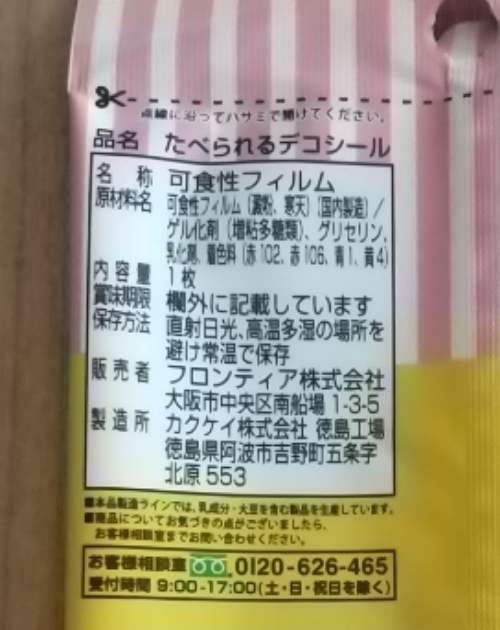 点線に沿ってハサミで開けてください。
品名 たべられるデコシール
名称 可食性フィルム
原材料名 可食性フィルム(澱粉、寒天)(国内製造)/
ゲル化剤(増粘多糖類)、グリセリン、
乳化剤、着色料(赤102、赤106、青1、黄4)
内容量 1枚
賞味期限 欄外に記載しています
保存方法 直射日光、高温多湿の場所を
避け常温で保存
販売者 フロンティア株式会社
大阪市中央区南船場 1-3-5
製造所 カクケイ株式会社 徳島工場
徳島県阿波市吉野町五条字
北原 553
■本品製造ラインでは、乳成分・大豆を含む製品を生産しています。
■商品についてお気づきの点がございましたら、
お客様相談室までお問い合わせください。
お客様相談室 0120-626-465
受付時間 9:00-17:00(土・日・祝日を除く)